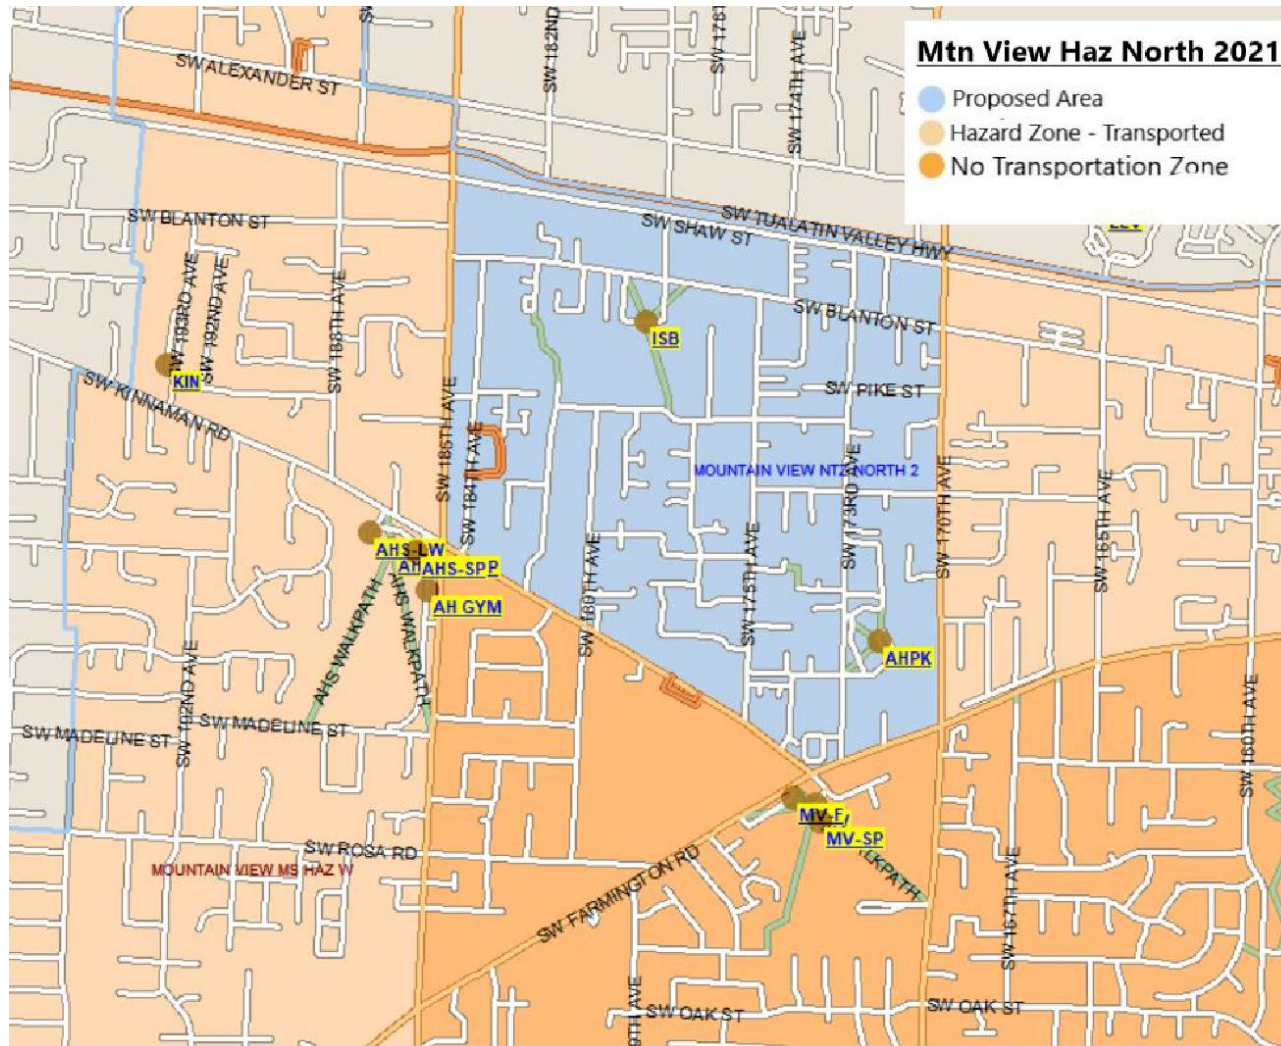 Mtn View Haz North 2021
Proposed Area
Hazard Zone - Transported
No Transportation Zone
SW ALEXANDER ST
SW 182ND
SW 178T
SW 174TH AVE
SW BLANTON ST
SW SHAW ST
SW TUALATIN VALLEY HWY
SW 193RD AVE
SW 192ND AVE
SW 188TH AVE
SW BLANTON ST
ISB
KIN
SW KINNAMAN RD
SW PIKE ST
SW 185TH AVE
SW 184TH AVE
MOUNTAIN VIEW NTZ NORTH 2
SW 173RD AVE
SW 170TH AVE
SW 165TH AVE
AHS-LW
AHS-SPP
AH GYM
SW 180TH AVE
SW 175TH AVE
AHS WALKPATH
AHS WALKPATH
AHPK
SW 192ND AVE
SW MADELINE ST
SW MADELINE ST
SW 160TH AVE
MV-F
MV-SP
LKPATH
SW ROSA RD
MOUNTAIN VIEW MS HAZ W
SW FARMINGTON RD
SW 167TH AVE
9TH AVE
SW OAK ST
SW OAK ST